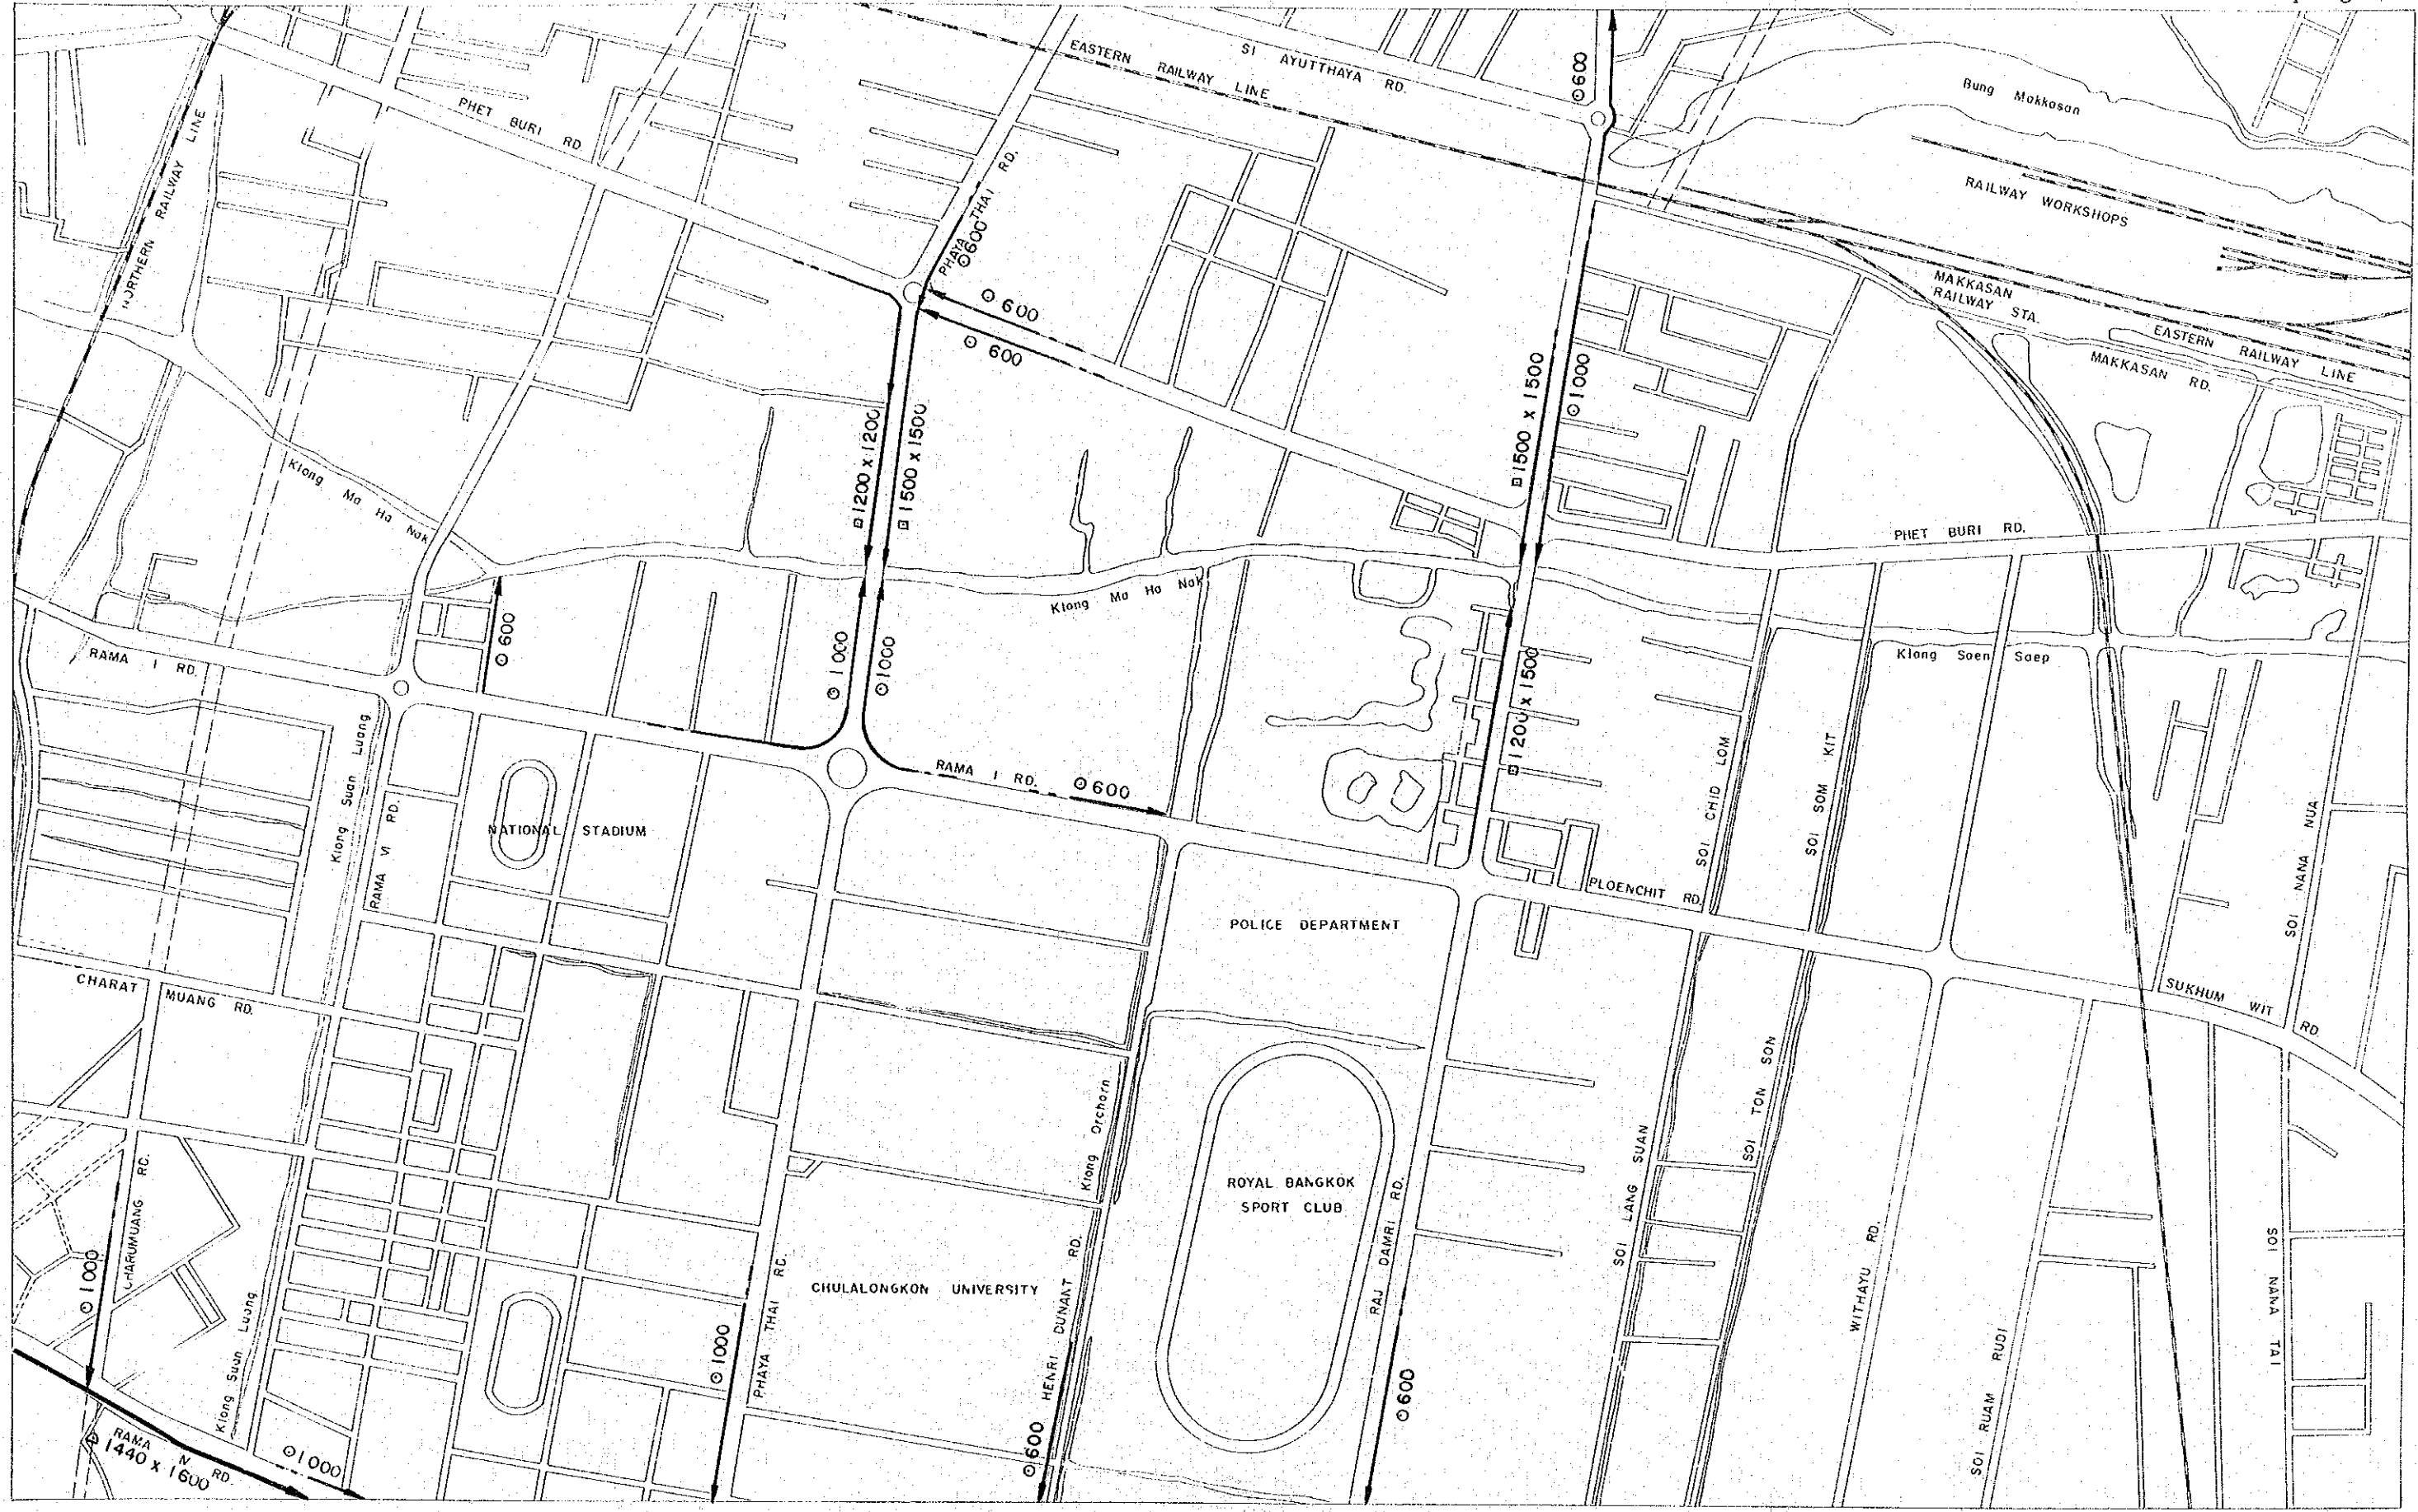 SI AYUTTHAYA RD.
EASTERN RAILWAY LINE
⊙ 600
Bung Makkasan
PHET BURI RD
NORTHERN RAILWAY LINE
PHAYA THAI RD.
⊙600
RAILWAY WORKSHOPS
MAKKASAN
RAILWAY STA.
EASTERN RAILWAY LINE
MAKKASAN RD.
⊙ 600
⊙ 600
⊡1200 x 1200
⊡1500 x 1500
⊡1500 x 1500
⊙1000
Klong Ma Ha Nak
PHET BURI RD.
Klong Ma Ha Nak
⊙ 600
⊙ 1000
⊙1000
RAMA I RD.
Klong Saen Saep
⊡1200 x 1500
RAMA I RD.
⊙600
Klong Suan Luang
RAMA VI RD.
NATIONAL STADIUM
SOI CHID LOM
SOI SOM KIT
SOI NANA NUA
PLOENCHIT RD.
POLICE DEPARTMENT
CHARAT MUANG RD.
SUKHUM WIT RD.
Klong Orchorn
SOI TON SON
SOI LANG SUAN
ROYAL BANGKOK
SPORT CLUB
RAJ DAMRI RD.
CHARUMUANG RD.
⊙1000
CHULALONGKON UNIVERSITY
HENRI DUNANT RD.
PHAYA THAI RD.
⊙1000
WITHAYU RD.
SOI RUAM RUDI
SOI NANA TAI
Klong Suan Luang
⊙600
⊙600
RAMA IV RD.
1440 x 1600
⊙1000